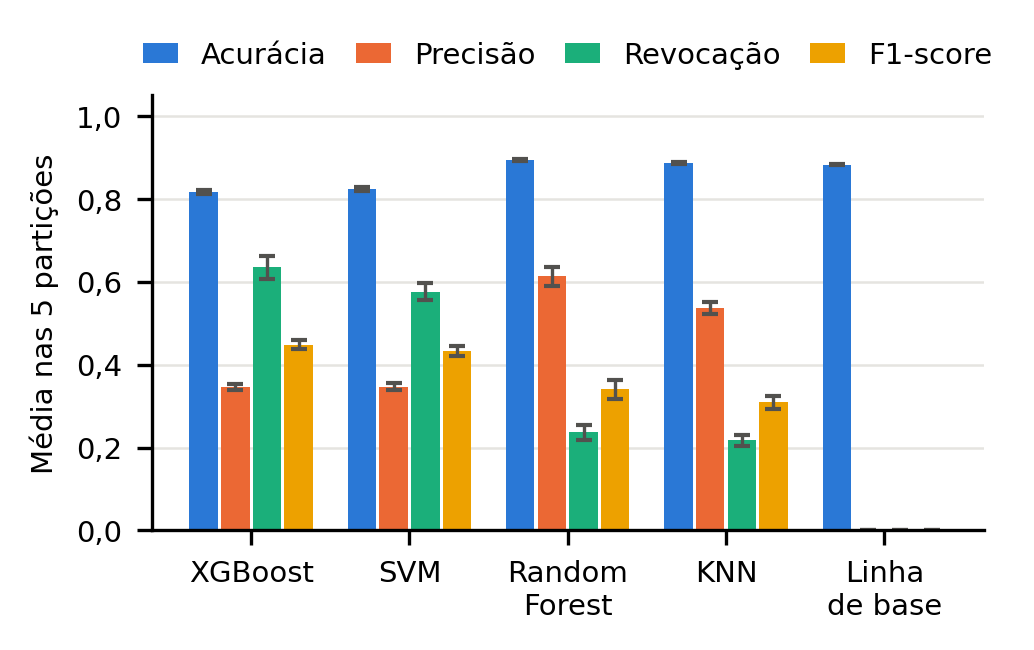 Acurácia Precisão Revocação F1-score
Média nas 5 partições
1,0
0,8
0,6
0,4
0,2
0,0
XGBoost SVM Random Forest KNN Linha de base